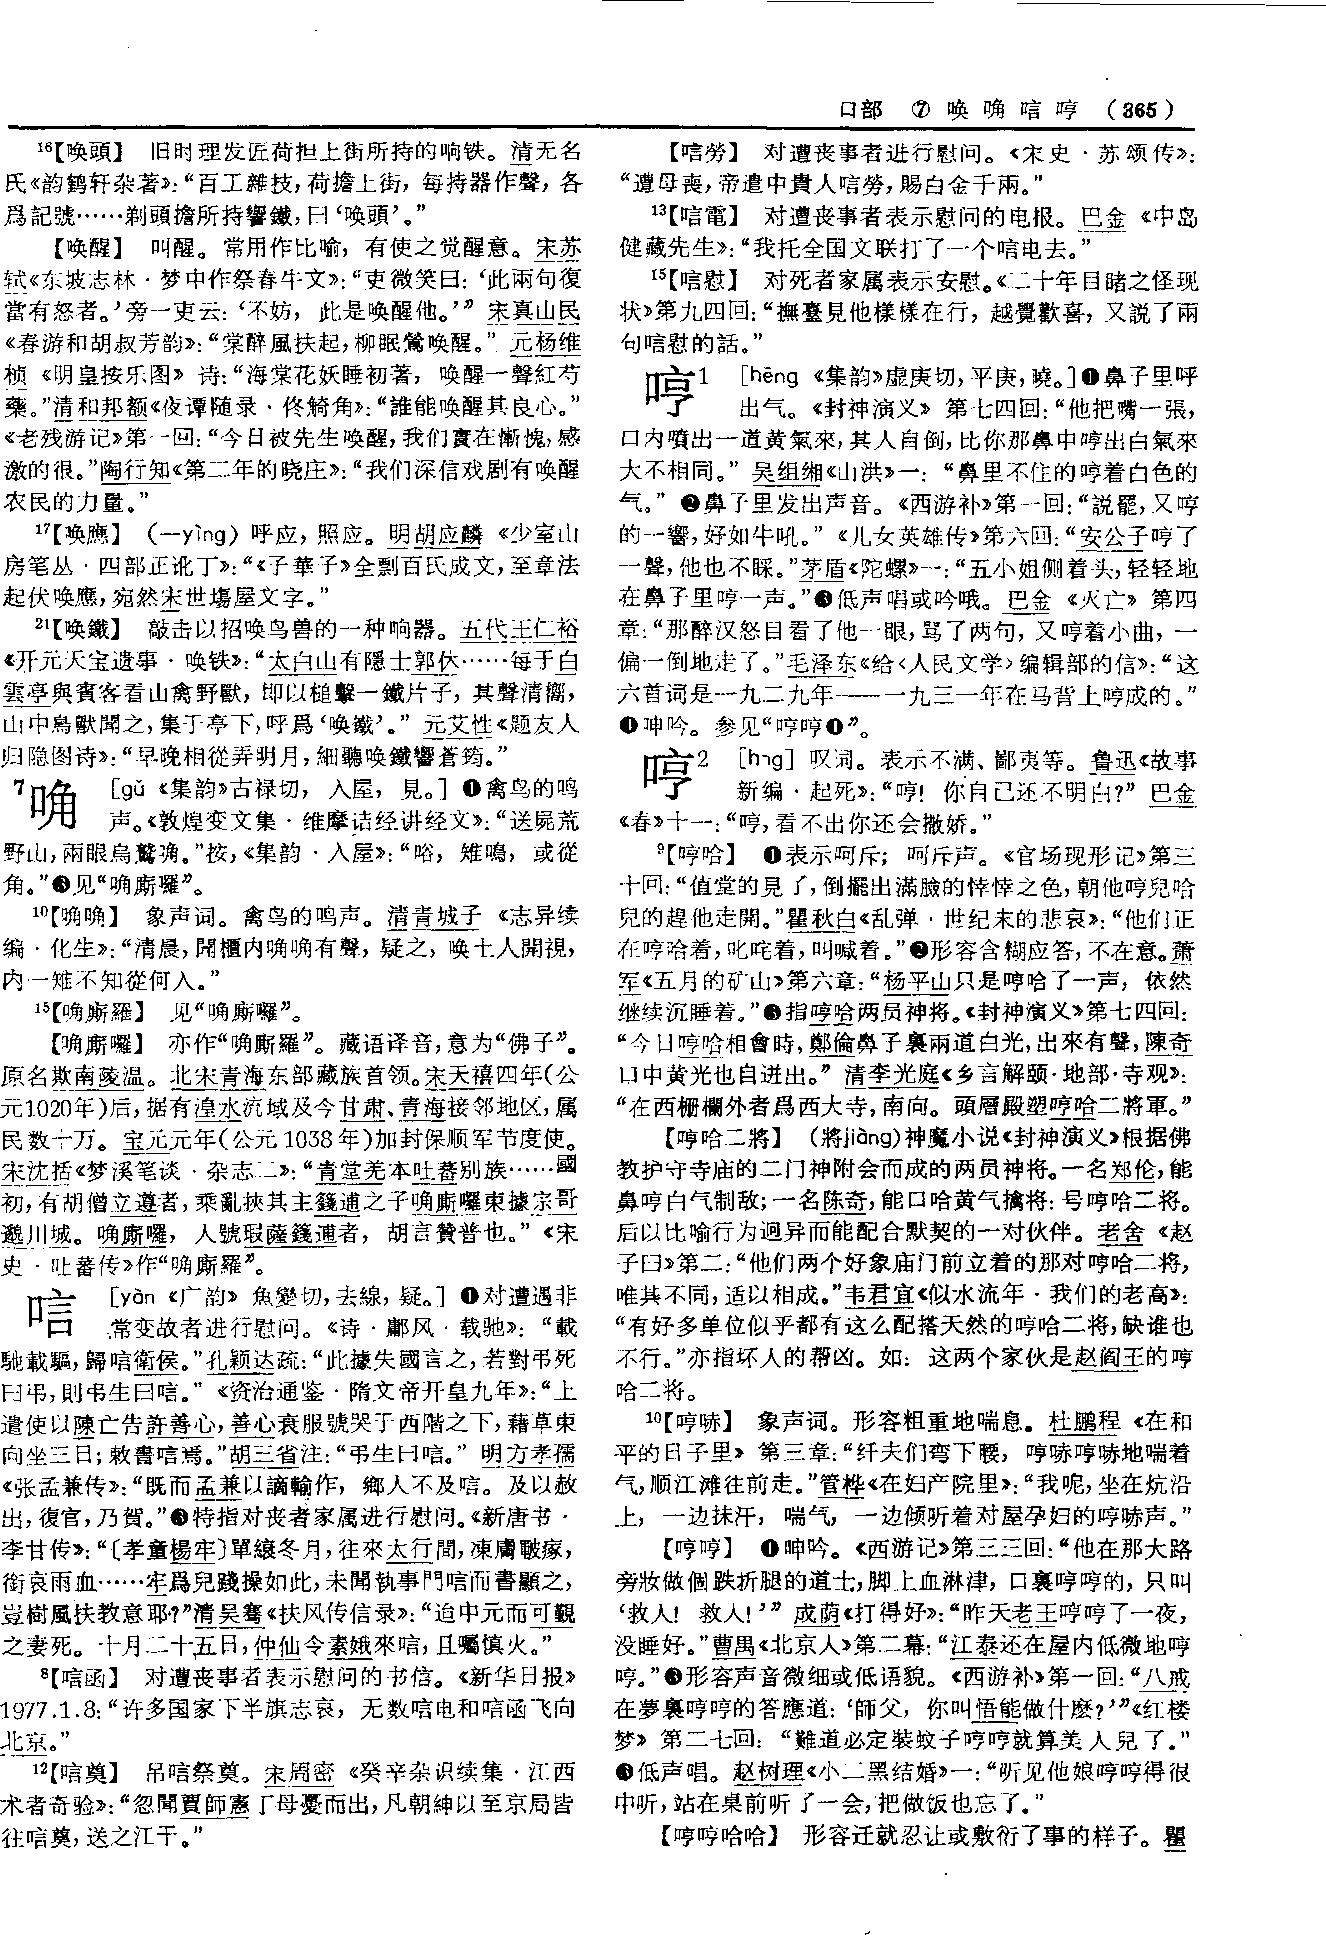 口部 ⑦ 唤 唃 唁 哼 (365)
16【唤頭】 旧时理发匠荷担上街所持的响铁。清无名
氏《韵鹤轩杂著》:“百工雜技,荷擔上街,每持器作聲,各
爲記號……剃頭擔所持響鐵,曰‘唤頭’。”
【唤醒】 叫醒。常用作比喻,有使之觉醒意。宋苏
轼《东坡志林·梦中作祭春牛文》:“吏微笑曰:‘此兩句復
當有怒者。’旁一吏云:‘不妨,此是唤醒他。’” 宋真山民
《春游和胡叔芳韵》:“棠醉風扶起,柳眠鶯唤醒。” 元杨维
桢《明皇按乐图》诗:“海棠花妖睡初著,唤醒一聲紅芍
藥。”清和邦额《夜谭随录·佟觭角》:“誰能唤醒其良心。”
《老残游记》第一回:“今日被先生唤醒,我们實在慚愧,感
激的很。”陶行知《第二年的晓庄》:“我们深信戏剧有唤醒
农民的力量。”
17【唤應】 (—yìng) 呼应,照应。明胡应麟《少室山
房笔丛·四部正讹丁》:“《子華子》全剽百氏成文,至章法
起伏唤應,宛然宋世場屋文字。”
21【唤鐵】 敲击以招唤鸟兽的一种响器。五代王仁裕
《开元天宝遗事·唤铁》:“太白山有隱士郭休……每于白
雲亭與賓客看山禽野獸,即以槌擊一鐵片子,其聲清響,
山中鳥獸聞之,集于亭下,呼爲‘唤鐵’。” 元艾性《题友人
归隐图诗》:“早晚相從弄明月,細聽唤鐵響蒼筠。”
7唃 [gǔ 《集韵》古禄切,入屋,見。] ❶禽鸟的鸣
声。《敦煌变文集·维摩诘经讲经文》:“送屍荒
野山,兩眼烏鷲唃。”按,《集韵·入屋》:“唂,雉鳴,或從
角。”❷见“唃廝囉”。
10【唃唃】 象声词。禽鸟的鸣声。清青城子《志异续
编·化生》:“清晨,聞櫃内唃唃有聲,疑之,唤土人開視,
内一雉不知從何入。”
15【唃廝羅】 见“唃廝囉”。
【唃廝囉】 亦作“唃廝羅”。藏语译音,意为“佛子”。
原名欺南陵温。北宋青海东部藏族首领。宋天禧四年(公
元1020年)后,据有湟水流域及今甘肃、青海接邻地区,属
民数十万。宝元元年(公元1038年)加封保顺军节度使。
宋沈括《梦溪笔谈·杂志二》:“青堂羌本吐蕃别族……國
初,有胡僧立遵者,乘亂挾其主籛逋之子唃廝囉東據宗哥
邈川城。唃廝囉,人號瑕薩籛逋者,胡言贊普也。” 《宋
史·吐蕃传》作“唃廝羅”。
唁 [yàn 《广韵》魚變切,去線,疑。] ❶对遭遇非
常变故者进行慰问。《诗·鄘风·载驰》:“載
馳載驅,歸唁衛侯。”孔颖达疏:“此據失國言之,若對弔死
曰弔,則弔生曰唁。” 《资治通鉴·隋文帝开皇九年》:“上
遣使以陳亡告許善心,善心衰服號哭于西階之下,藉草東
向坐三日;敕書唁焉。”胡三省注:“弔生曰唁。” 明方孝孺
《张孟兼传》:“既而孟兼以謫輸作,鄉人不及唁。及以赦
出,復官,乃賀。”❷特指对丧者家属进行慰问。《新唐书·
李甘传》:“〔孝童楊牢〕單縗冬月,往來太行間,凍膚皸瘃,
銜哀雨血……牢爲兒踐操如此,未聞執事門唁而書顯之,
豈樹風扶教意耶?”清吴骞《扶风传信录》:“迫中元而可覲
之妻死。十月二十五日,仲仙令素娥來唁,且囑慎火。”
8【唁函】 对遭丧事者表示慰问的书信。《新华日报》
1977.1.8:“许多国家下半旗志哀,无数唁电和唁函飞向
北京。”
12【唁奠】 吊唁祭奠。宋周密《癸辛杂识续集·江西
术者奇验》:“忽聞賈師憲丁母憂而出,凡朝紳以至京局皆
往唁奠,送之江干。”
【唁勞】 对遭丧事者进行慰问。《宋史·苏颂传》:
“遭母喪,帝遣中貴人唁勞,賜白金千兩。”
13【唁電】 对遭丧事者表示慰问的电报。巴金《中岛
健藏先生》:“我托全国文联打了一个唁电去。”
15【唁慰】 对死者家属表示安慰。《二十年目睹之怪现
状》第九四回:“撫臺見他樣樣在行,越覺歡喜,又説了兩
句唁慰的話。”
哼1 [hēng 《集韵》虚庚切,平庚,曉。]❶鼻子里呼
出气。《封神演义》第七四回:“他把嘴一張,
口内噴出一道黄氣來,其人自倒,比你那鼻中哼出白氣來
大不相同。” 吴组缃《山洪》一:“鼻里不住的哼着白色的
气。” ❷鼻子里发出声音。《西游补》第一回:“説罷,又哼
的一響,好如牛吼。” 《儿女英雄传》第六回:“安公子哼了
一聲,他也不睬。”茅盾《陀螺》一:“五小姐侧着头,轻轻地
在鼻子里哼一声。”❸低声唱或吟哦。巴金《灭亡》第四
章:“那醉汉怒目看了他一眼,骂了两句,又哼着小曲,一
偏一倒地走了。”毛泽东《给〈人民文学〉编辑部的信》:“这
六首词是一九二九年——一九三一年在马背上哼成的。”
❹呻吟。参见“哼哼❶”。
哼2 [hng] 叹词。表示不满、鄙夷等。鲁迅《故事
新编·起死》:“哼!你自己还不明白?” 巴金
《春》十一:“哼,看不出你还会撒娇。”
9【哼哈】 ❶表示呵斥;呵斥声。《官场现形记》第三
十回:“值堂的見了,倒擺出滿臉的悻悻之色,朝他哼兒哈
兒的趕他走開。”瞿秋白《乱弹·世纪末的悲哀》:“他们正
在哼哈着,叱咤着,叫喊着。”❷形容含糊应答,不在意。萧
军《五月的矿山》第六章:“杨平山只是哼哈了一声,依然
继续沉睡着。”❸指哼哈两员神将。《封神演义》第七四回:
“今日哼哈相會時,鄭倫鼻子裏兩道白光,出來有聲,陳奇
口中黄光也自迸出。” 清李光庭《乡言解颐·地部·寺观》:
“在西栅欄外者爲西大寺,南向。頭層殿塑哼哈二將軍。”
【哼哈二將】 (將jiàng)神魔小说《封神演义》根据佛
教护守寺庙的二门神附会而成的两员神将。一名郑伦,能
鼻哼白气制敌;一名陈奇,能口哈黄气擒将:号哼哈二将。
后以比喻行为迥异而能配合默契的一对伙伴。老舍《赵
子曰》第二:“他们两个好象庙门前立着的那对哼哈二将,
唯其不同,适以相成。”韦君宜《似水流年·我们的老高》:
“有好多单位似乎都有这么配搭天然的哼哈二将,缺谁也
不行。”亦指坏人的帮凶。如:这两个家伙是赵阎王的哼
哈二将。
10【哼哧】 象声词。形容粗重地喘息。杜鹏程《在和
平的日子里》第三章:“纤夫们弯下腰,哼哧哼哧地喘着
气,顺江滩往前走。”管桦《在妇产院里》:“我呢,坐在炕沿
上,一边抹汗,喘气,一边倾听着对屋孕妇的哼哧声。”
【哼哼】 ❶呻吟。《西游记》第三三回:“他在那大路
旁妝做個跌折腿的道士,脚上血淋津,口裏哼哼的,只叫
‘救人!救人!’” 成荫《打得好》:“昨天老王哼哼了一夜,
没睡好。”曹禺《北京人》第二幕:“江泰还在屋内低微地哼
哼。”❷形容声音微细或低语貌。《西游补》第一回:“八戒
在夢裏哼哼的答應道:‘師父,你叫悟能做什麽?’”《红楼
梦》第二七回:“難道必定裝蚊子哼哼就算美人兒了。”
❸低声唱。赵树理《小二黑结婚》一:“听见他娘哼哼得很
中听,站在桌前听了一会,把做饭也忘了。”
【哼哼哈哈】 形容迁就忍让或敷衍了事的样子。瞿